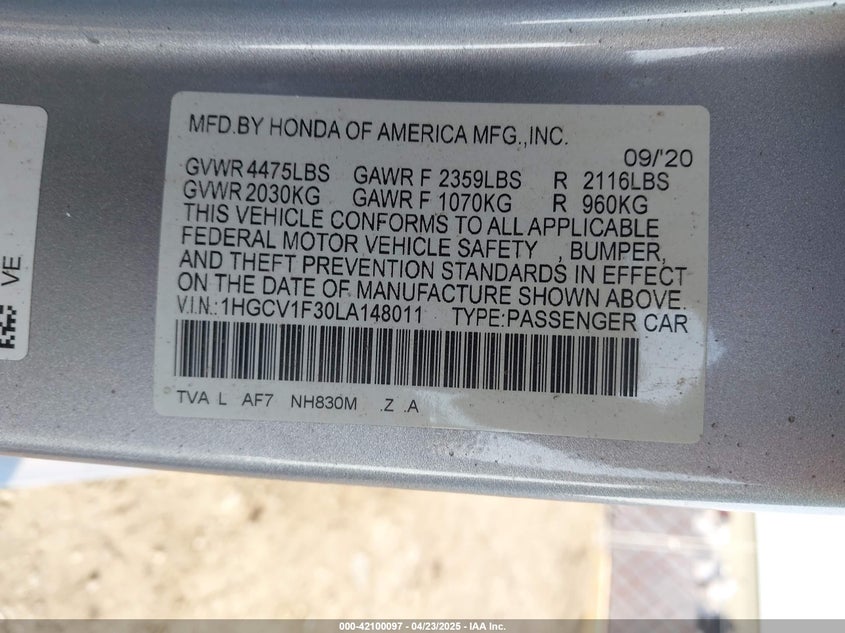 MFD.BY HONDA OF AMERICA MFG.,INC.
09/'20
GVWR 4475LBS GAWR F 2359LBS R 2116LBS
GVWR 2030KG GAWR F 1070KG R 960KG
THIS VEHICLE CONFORMS TO ALL APPLICABLE
FEDERAL MOTOR VEHICLE SAFETY , BUMPER,
AND THEFT PREVENTION STANDARDS IN EFFECT
ON THE DATE OF MANUFACTURE SHOWN ABOVE.
V.I.N.:1HGCV1F30LA148011 TYPE:PASSENGER CAR
TVA L AF7 NH830M .Z .A
VE
000-42100097 - 04/23/2025 - IAA Inc.